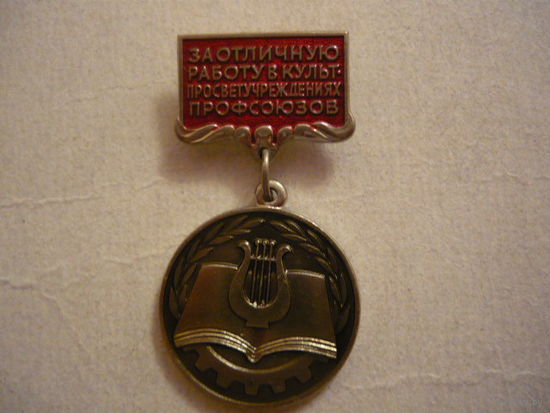 ЗА ОТЛИЧНУЮ
РАБОТУ В КУЛЬТ-
ПРОСВЕТУЧРЕЖДЕНИЯХ
ПРОФСОЮЗОВ